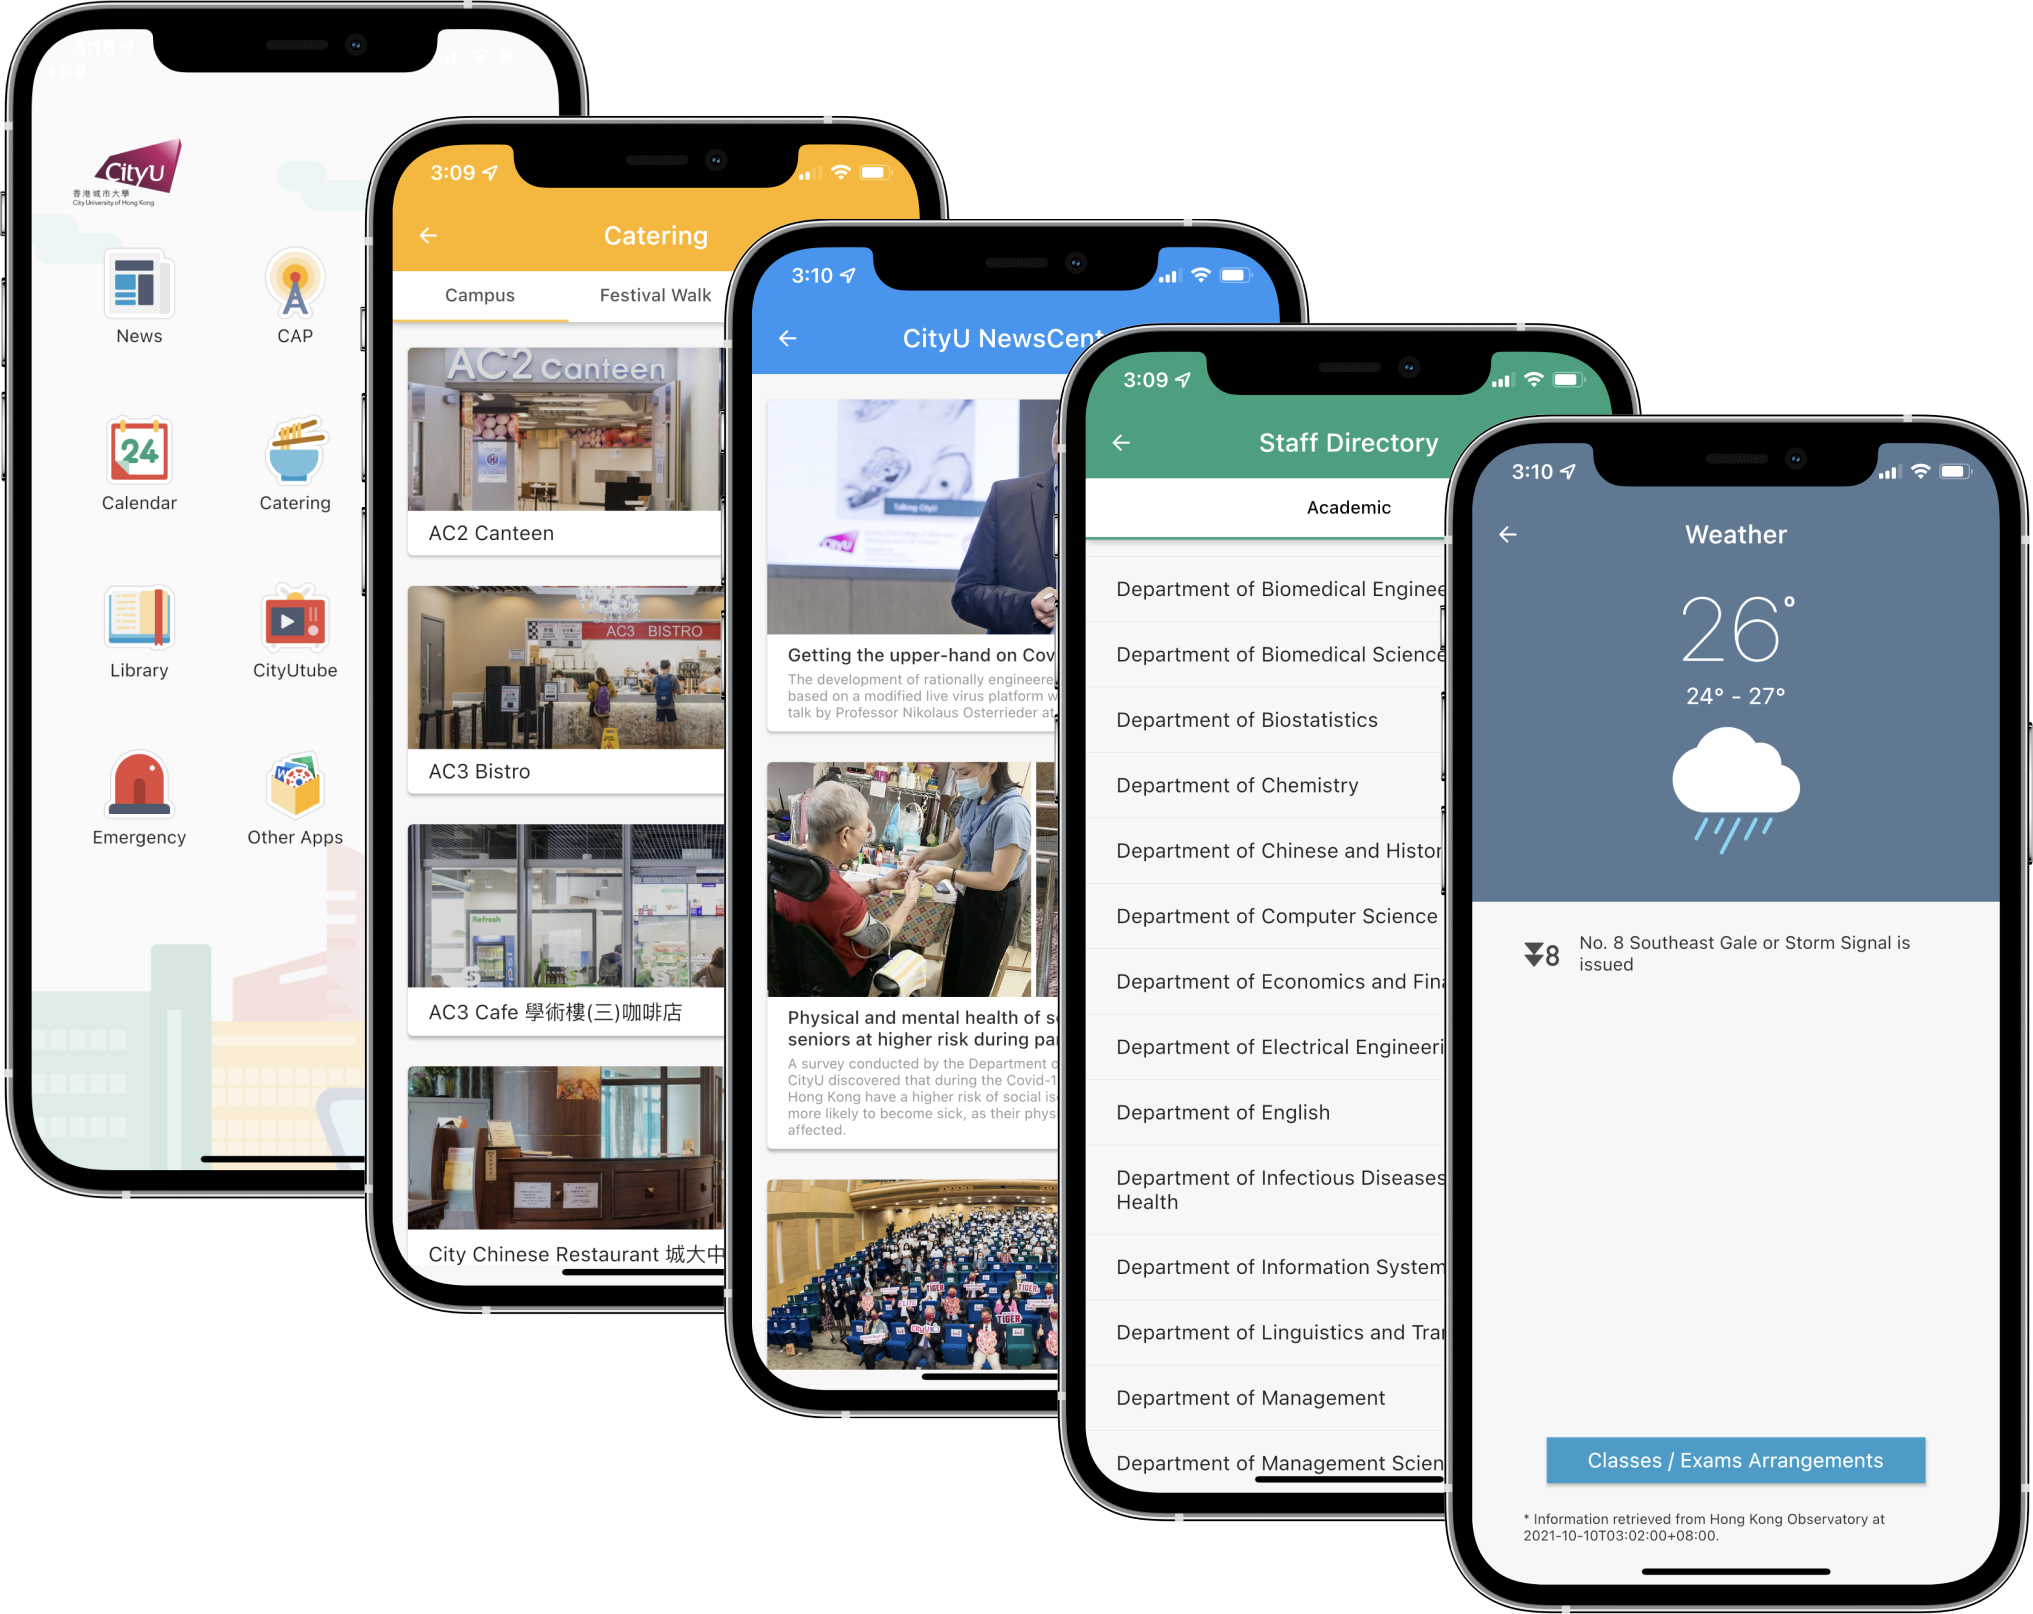 3:16
CityU
香港城市大學
City University of Hong Kong
News
CAP
Calendar
24
Catering
Library
CityUtube
Emergency
Other Apps
3:09
Catering
Campus
Festival Walk
AC2 Canteen
AC2 Canteen
AC3 BISTRO
AC3 Bistro
Refresh
AC3 Cafe 學術樓(三)咖啡店
City Chinese Restaurant 城大中
3:10
CityU NewsCent
Talking CityU
CityU
Getting the upper-hand on Cov
The development of rationally engineere
based on a modified live virus platform w
talk by Professor Nikolaus Osterrieder at
Physical and mental health of s
seniors at higher risk during pa
A survey conducted by the Department o
CityU discovered that during the Covid-1
Hong Kong have a higher risk of social is
more likely to become sick, as their phys
affected.
TIGER
TIGER
CityU
TIGER
3:09
Staff Directory
Academic
Department of Biomedical Enginee
Department of Biomedical Science
Department of Biostatistics
Department of Chemistry
Department of Chinese and Histor
Department of Computer Science
Department of Economics and Fina
Department of Electrical Engineeri
Department of English
Department of Infectious Diseases
Health
Department of Information System
Department of Linguistics and Tra
Department of Management
Department of Management Scien
3:10
Weather
26°
24° - 27°
8
No. 8 Southeast Gale or Storm Signal is
issued
Classes / Exams Arrangements
* Information retrieved from Hong Kong Observatory at
2021-10-10T03:02:00+08:00.